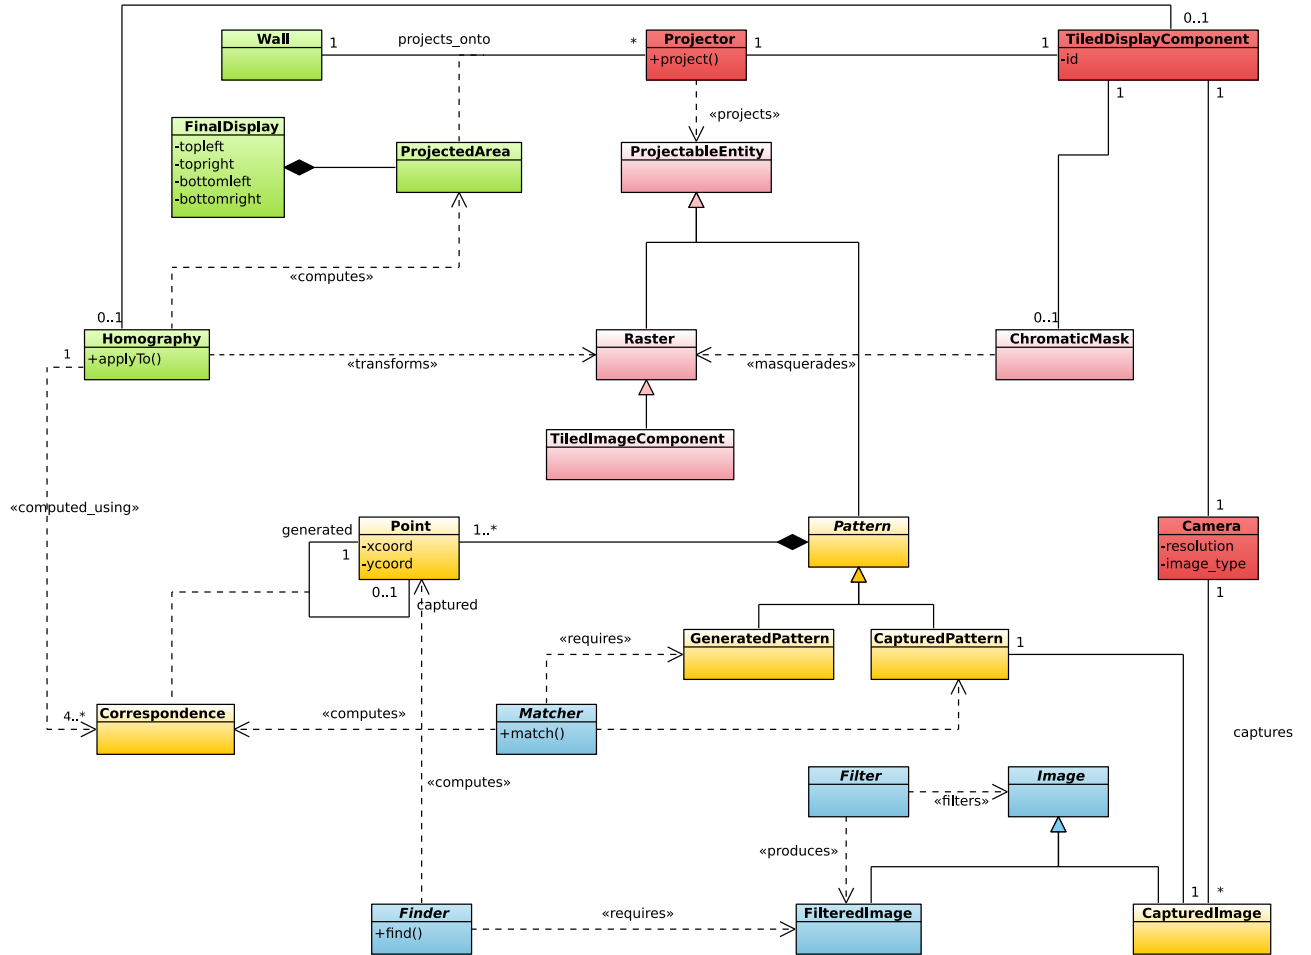 0..1
Wall
1
projects_onto
*
Projector
+project()
1
1
TiledDisplayComponent
-id
1
1
«projects»
FinalDisplay
-topleft
-topright
-bottomleft
-bottomright
ProjectedArea
ProjectableEntity
«computes»
0..1
0..1
1
Homography
+applyTo()
«transforms»
Raster
«masquerades»
ChromaticMask
TiledImageComponent
«computed_using»
generated
1
Point
-xcoord
-ycoord
1..*
Pattern
1
Camera
-resolution
-image_type
1
0..1
captured
«requires»
GeneratedPattern
CapturedPattern
1
4..*
Correspondence
«computes»
Matcher
+match()
captures
«computes»
Filter
«filters»
Image
«produces»
1
*
Finder
+find()
«requires»
FilteredImage
CapturedImage